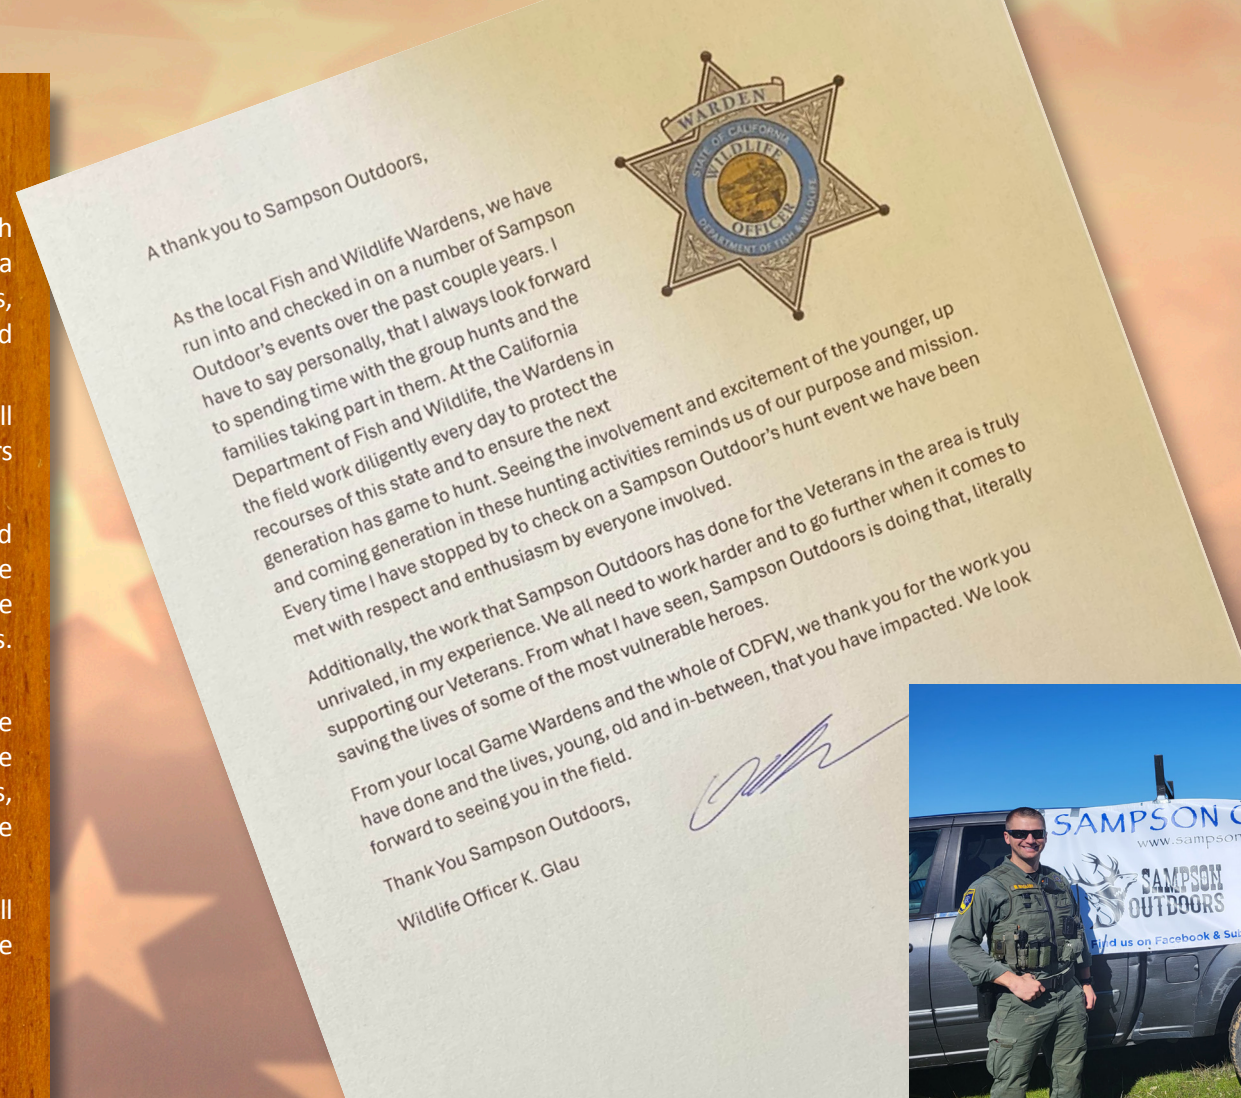 h
a
s,
d
ll
rs
d
e
e
s.
e
e
s,
e
ll
e
WARDEN
STATE OF CALIFORNIA
WILDLIFE
OFFICER
DEPARTMENT OF FISH & WILDLIFE
A thank you to Sampson Outdoors,
As the local Fish and Wildlife Wardens, we have
run into and checked in on a number of Sampson
Outdoor's events over the past couple years. I
have to say personally, that I always look forward
to spending time with the group hunts and the
families taking part in them. At the California
Department of Fish and Wildlife, the Wardens in
the field work diligently every day to protect the
recourses of this state and to ensure the next
generation has game to hunt. Seeing the involvement and excitement of the younger, up
and coming generation in these hunting activities reminds us of our purpose and mission.
Every time I have stopped by to check on a Sampson Outdoor's hunt event we have been
met with respect and enthusiasm by everyone involved.
Additionally, the work that Sampson Outdoors has done for the Veterans in the area is truly
unrivaled, in my experience. We all need to work harder and to go further when it comes to
supporting our Veterans. From what I have seen, Sampson Outdoors is doing that, literally
saving the lives of some of the most vulnerable heroes.
From your local Game Wardens and the whole of CDFW, we thank you for the work you
have done and the lives, young, old and in-between, that you have impacted. We look
forward to seeing you in the field.
Thank You Sampson Outdoors,
Wildlife Officer K. Glau
SAMPSON
www.sampson
SAMPSON
OUTDOORS
Find us on Facebook & Sub